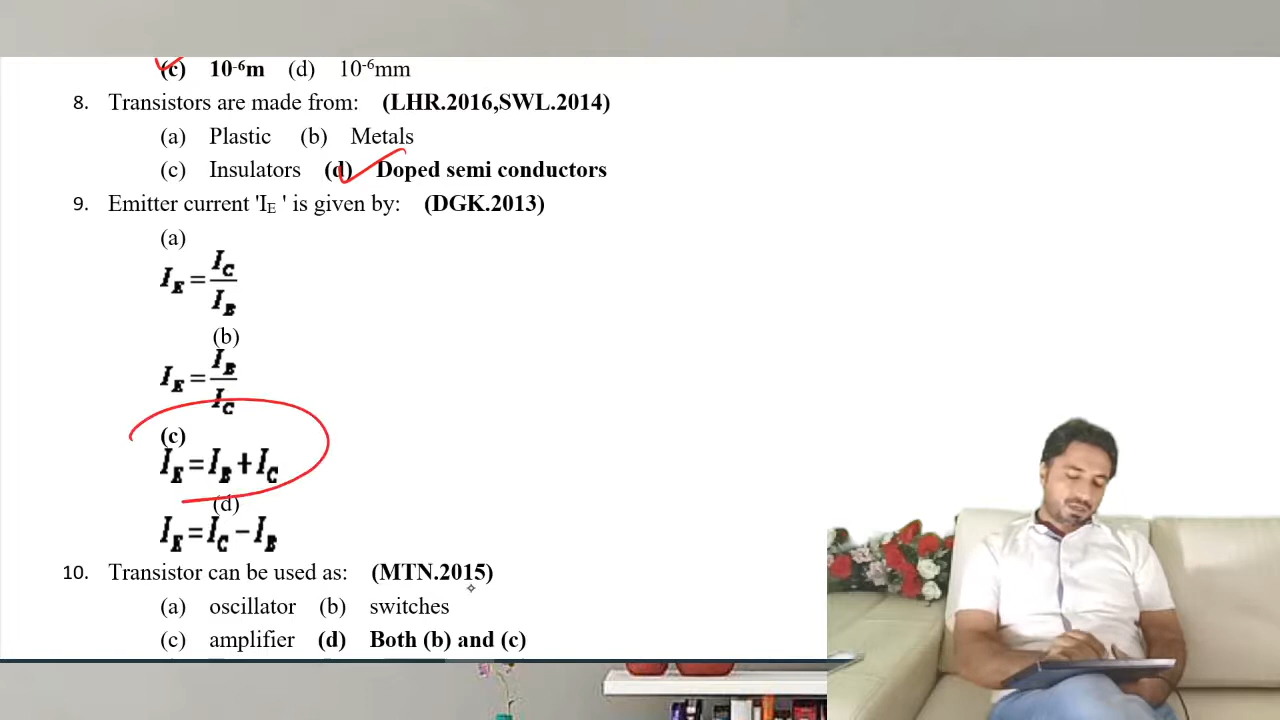 (c) 10⁻⁶m (d) 10⁻⁶mm
8. Transistors are made from: (LHR.2016,SWL.2014)
(a) Plastic (b) Metals
(c) Insulators (d) Doped semi conductors
9. Emitter current 'I_E ' is given by: (DGK.2013)
(a)
I_E = I_C / I_B
(b)
I_E = I_B / I_C
(c)
I_E = I_B + I_C
(d)
I_E = I_C − I_B
10. Transistor can be used as: (MTN.2015)
(a) oscillator (b) switches
(c) amplifier (d) Both (b) and (c)